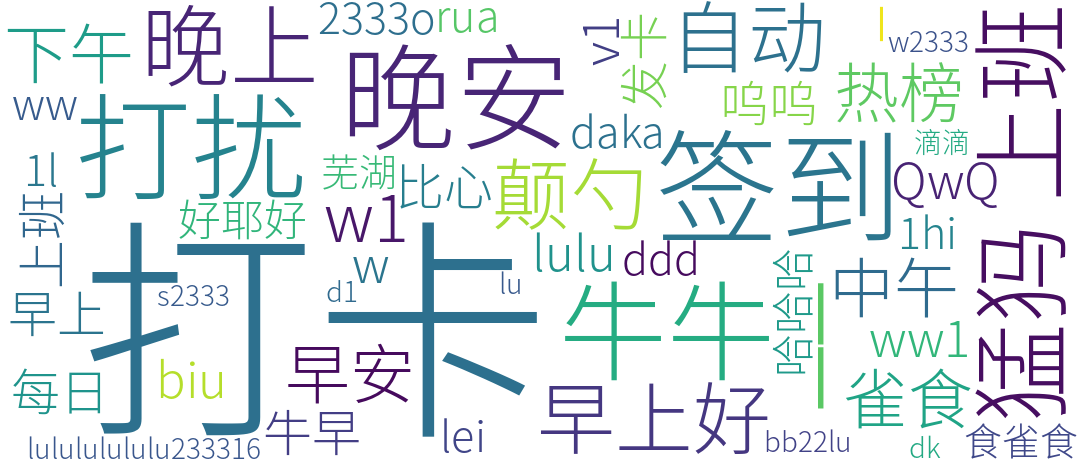 下午
晚上
2333o
rua
v1
发卡
自动
w2333
上班
ww
打扰
晚安
daka
呜呜
热榜
滴滴
1l
芜湖
比心
颠勺
签到
QwQ
上班
好耶好
w1
w
lulu
ddd
1hi
早上
s2333
打卡
d1
lu
牛牛
哈哈哈
中午
猛犸
每日
biu
早安
牛早
lei
早上好
ww1
雀食
lulululululu233316
bb22lu
dk
食雀食